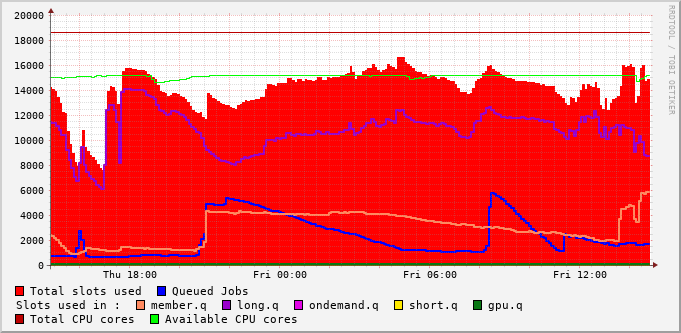 RRDTOOL / TOBI OETIKER
20000
18000
16000
14000
12000
10000
8000
6000
4000
2000
0
Thu 18:00 Fri 00:00 Fri 06:00 Fri 12:00
Total slots used Queued Jobs
Slots used in : member.q long.q ondemand.q short.q gpu.q
Total CPU cores Available CPU cores